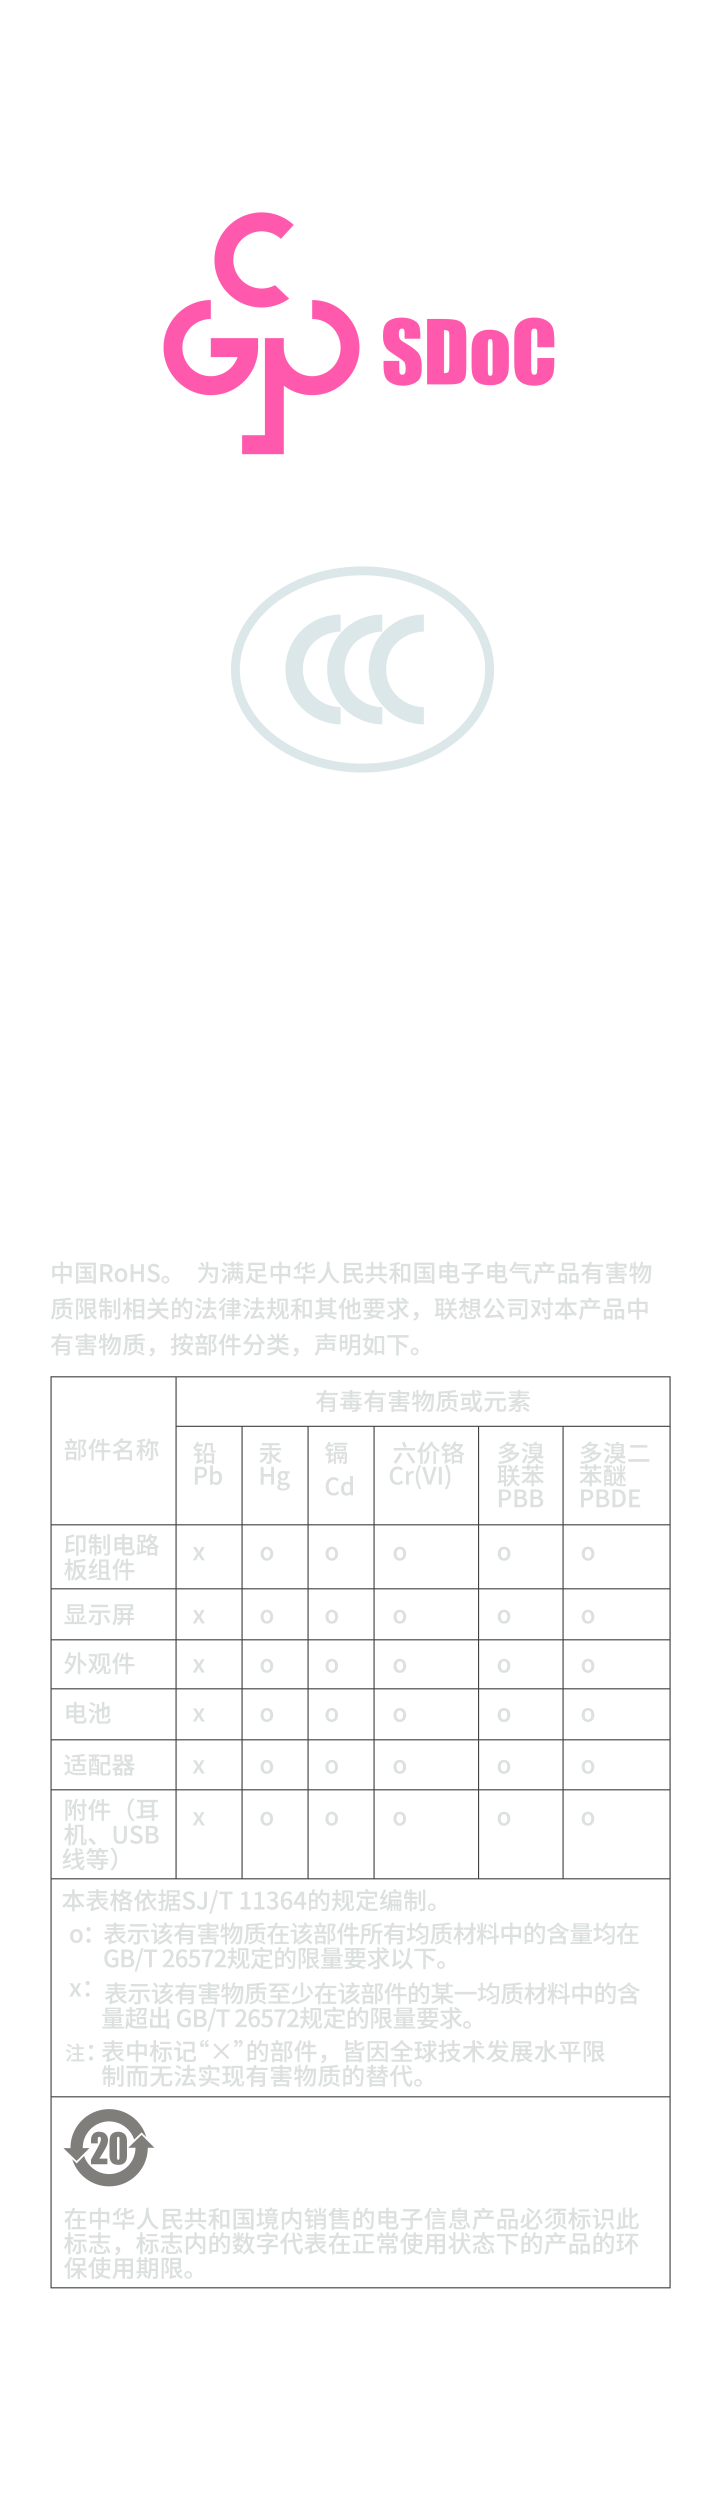 SDoC
中国RoHS。 为满足电子中华人民共和国电子电气产品有害物
质限制相关的法律法规和其他要求，联想公司对产品中
有害物质，按部件分类，声明如下。
部件名称 有毒有害物质或元素
铅 Pb 汞 Hg 镉 Cd 六价铬 Cr(VI) 多溴联苯 PBB 多溴二苯醚 PBDE
印刷电路板组件 x o o o o o
显示屏 x o o o o o
外观件 x o o o o o
电池 x o o o o o
适配器 x o o o o o
附件（耳机、USB线等） x o o o o o
本表格依据SJ/T 11364的规定编制。
o：表示该有害物质在该部件所有均质材料中的含量均在
GB/T 26572规定的限量要求以下。
x：表示该有害物质至少在该部件的某一均质材料中的含
量超出GB/T26572规定的限量要求。
注：表中标记“×”的部件，皆因全球技术发展水平限
制而无法实现有害物质的替代。
20
在中华人民共和国境内销售的电子信息产品必须标识此
标志，标志内的数字代表在正常使用状态下的产品的环
保使用期限。